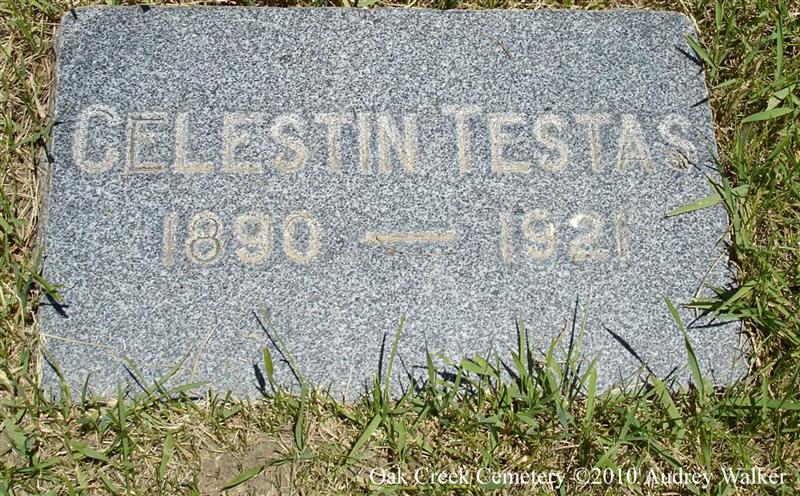 CELESTIN TESTAS
1890 — 1921
Oak Creek Cemetery ©2010 Audrey Walker